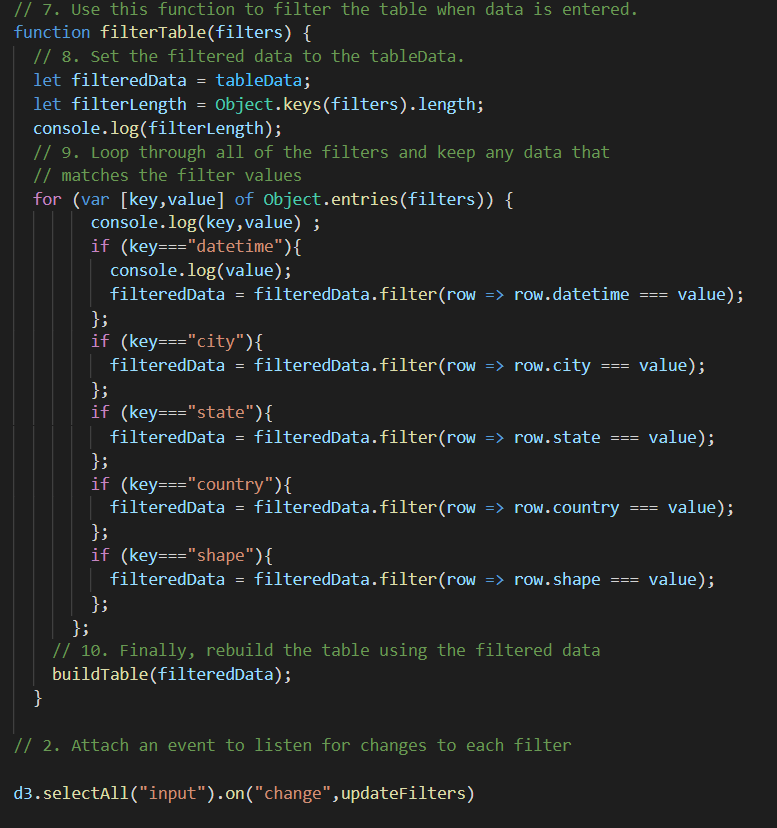 // 7. Use this function to filter the table when data is entered.
function filterTable(filters) {
// 8. Set the filtered data to the tableData.
let filteredData = tableData;
let filterLength = Object.keys(filters).length;
console.log(filterLength);
// 9. Loop through all of the filters and keep any data that
// matches the filter values
for (var [key,value] of Object.entries(filters)) {
console.log(key,value) ;
if (key==="datetime"){
console.log(value);
filteredData = filteredData.filter(row => row.datetime === value);
};
if (key==="city"){
filteredData = filteredData.filter(row => row.city === value);
};
if (key==="state"){
filteredData = filteredData.filter(row => row.state === value);
};
if (key==="country"){
filteredData = filteredData.filter(row => row.country === value);
};
if (key==="shape"){
filteredData = filteredData.filter(row => row.shape === value);
};
};
// 10. Finally, rebuild the table using the filtered data
buildTable(filteredData);
}
// 2. Attach an event to listen for changes to each filter
d3.selectAll("input").on("change",updateFilters)